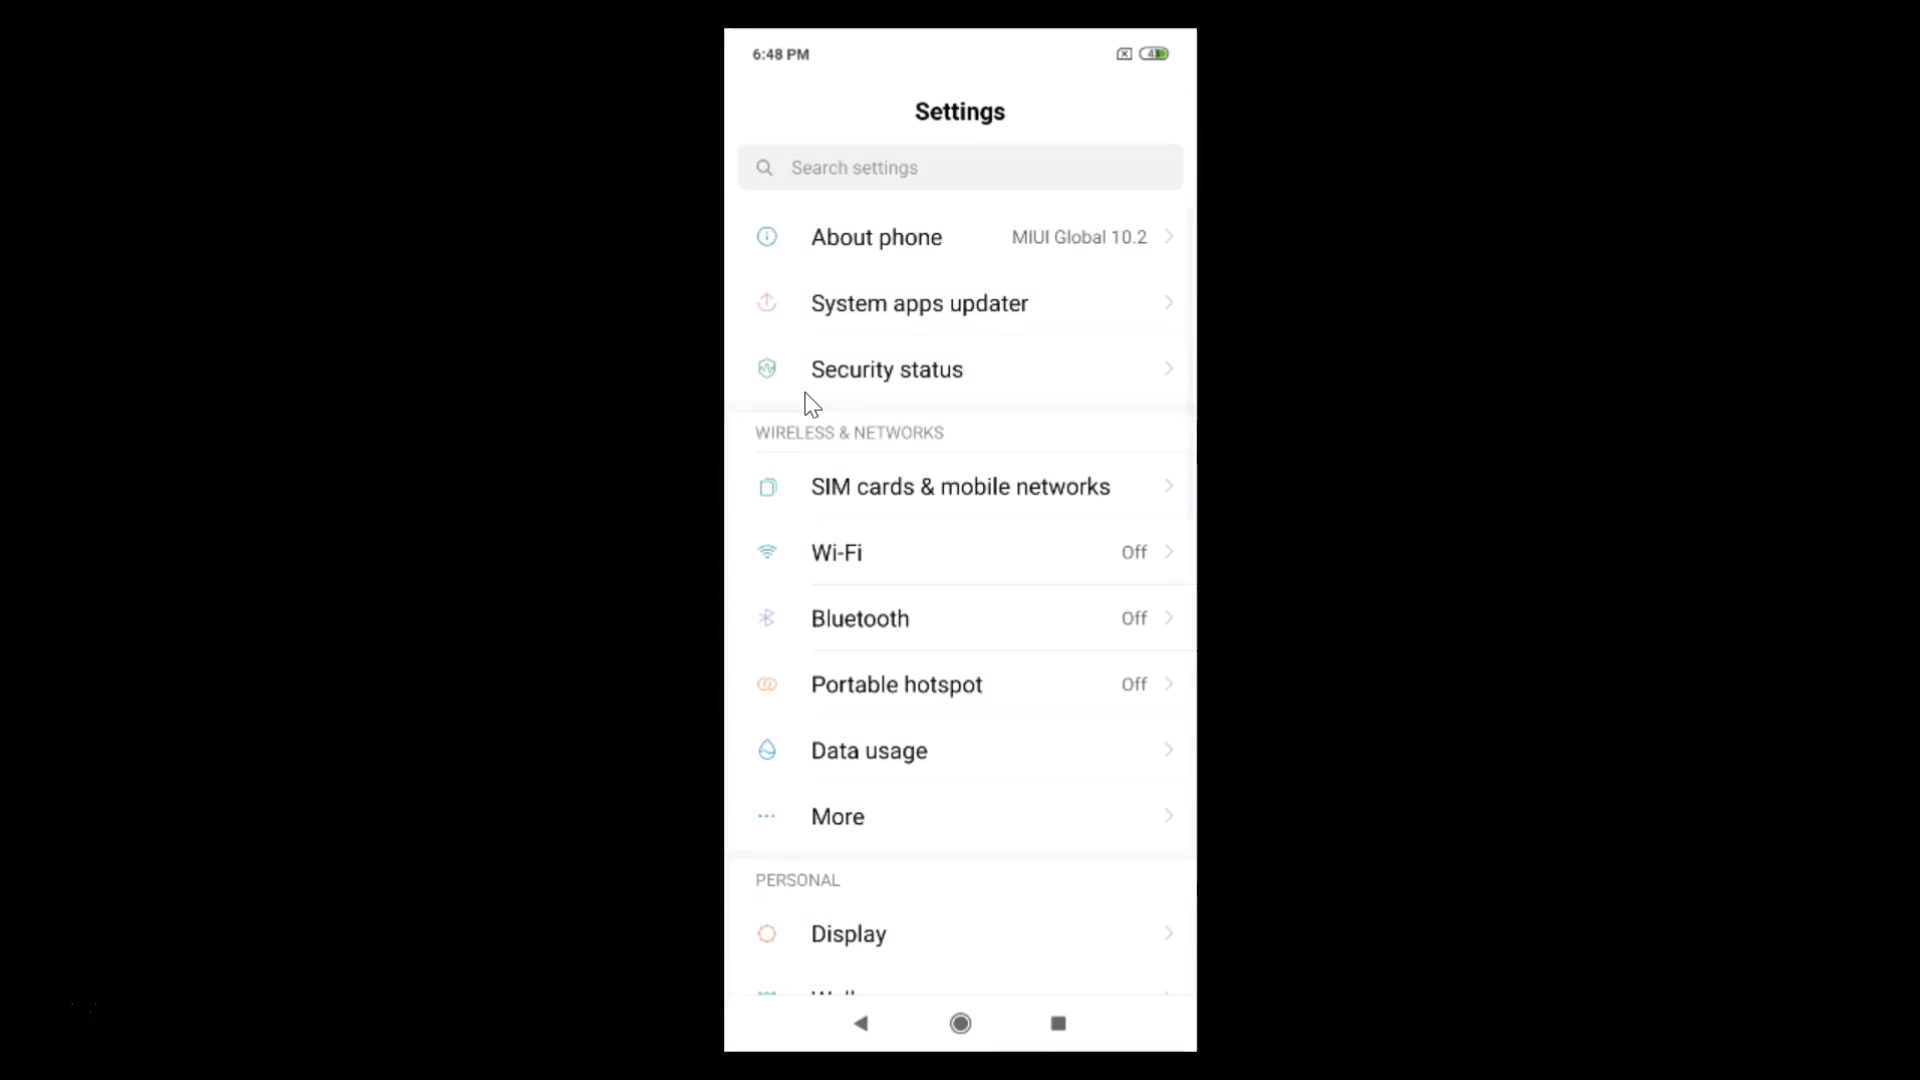 6:48 PM
Settings
Search settings
About phone MIUI Global 10.2
System apps updater
Security status
WIRELESS & NETWORKS
SIM cards & mobile networks
Wi-Fi Off
Bluetooth Off
Portable hotspot Off
Data usage
More
PERSONAL
Display